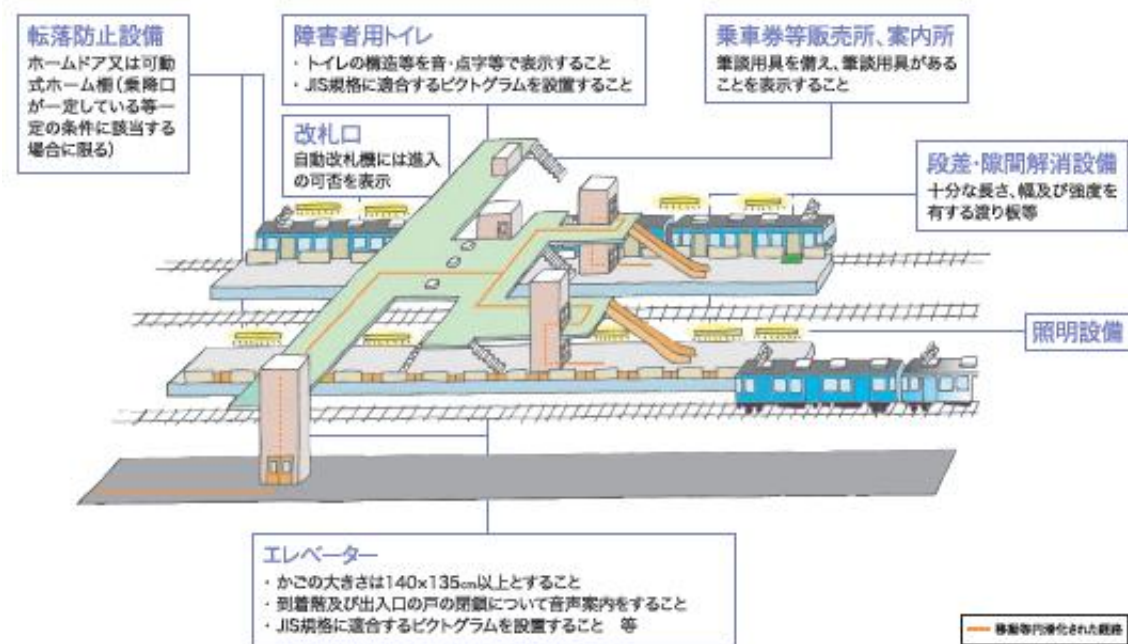 転落防止設備
ホームドア又は可動
式ホーム柵(乗降口
が一定している等一
定の条件に該当する
場合に限る)
障害者用トイレ
・トイレの構造等を音・点字等で表示すること
・JIS規格に適合するピクトグラムを設置すること
乗車券等販売所、案内所
筆談用具を備え、筆談用具がある
ことを表示すること
改札口
自動改札機には進入
の可否を表示
段差・隙間解消設備
十分な長さ、幅及び強度を
有する渡り板等
照明設備
エレベーター
・かごの大きさは140×135cm以上とすること
・到着階及び出入口の戸の閉鎖について音声案内をすること
・JIS規格に適合するピクトグラムを設置すること 等
移動等円滑化された経路